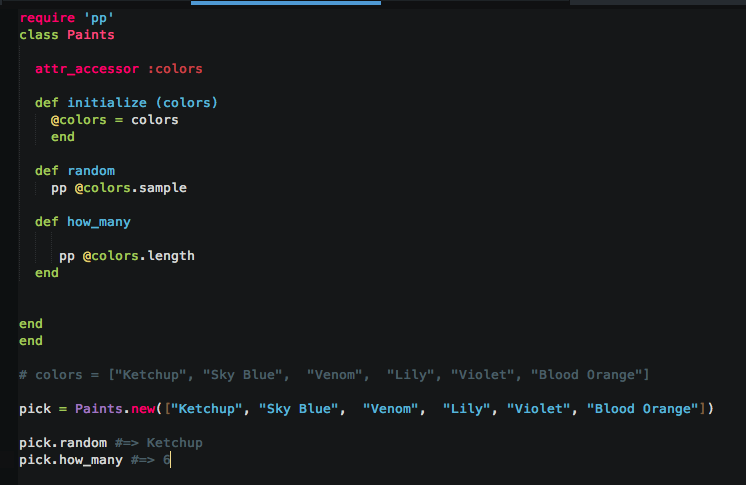 require 'pp'
class Paints
attr_accessor :colors
def initialize (colors)
@colors = colors
end
def random
pp @colors.sample
def how_many
pp @colors.length
end
end
end
# colors = ["Ketchup", "Sky Blue",  "Venom",  "Lily", "Violet", "Blood Orange"]
pick = Paints.new(["Ketchup", "Sky Blue",  "Venom",  "Lily", "Violet", "Blood Orange"])
pick.random #=> Ketchup
pick.how_many #=> 6